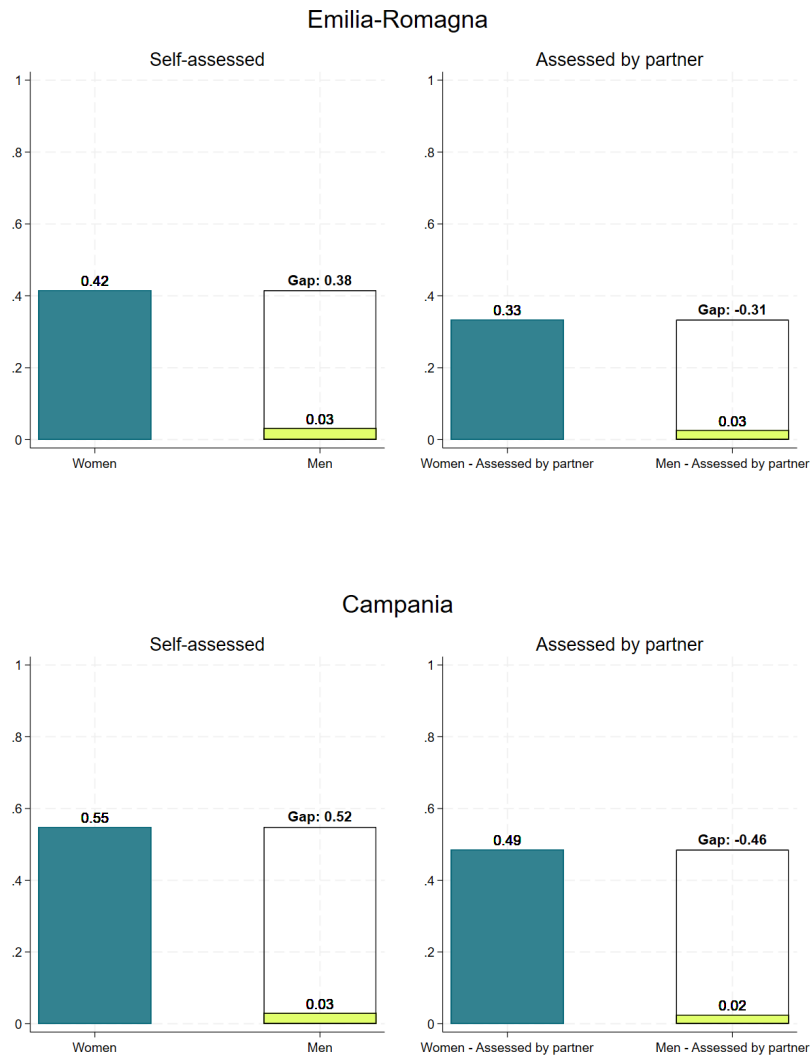 Emilia-Romagna
Self-assessed
1
.8
.6
.4
.2
0
0.42
Gap: 0.38
0.03
Women Men
Assessed by partner
1
.8
.6
.4
.2
0
0.33
Gap: -0.31
0.03
Women - Assessed by partner Men - Assessed by partner
Campania
Self-assessed
1
.8
.6
.4
.2
0
0.55
Gap: 0.52
0.03
Women Men
Assessed by partner
1
.8
.6
.4
.2
0
0.49
Gap: -0.46
0.02
Women - Assessed by partner Men - Assessed by partner